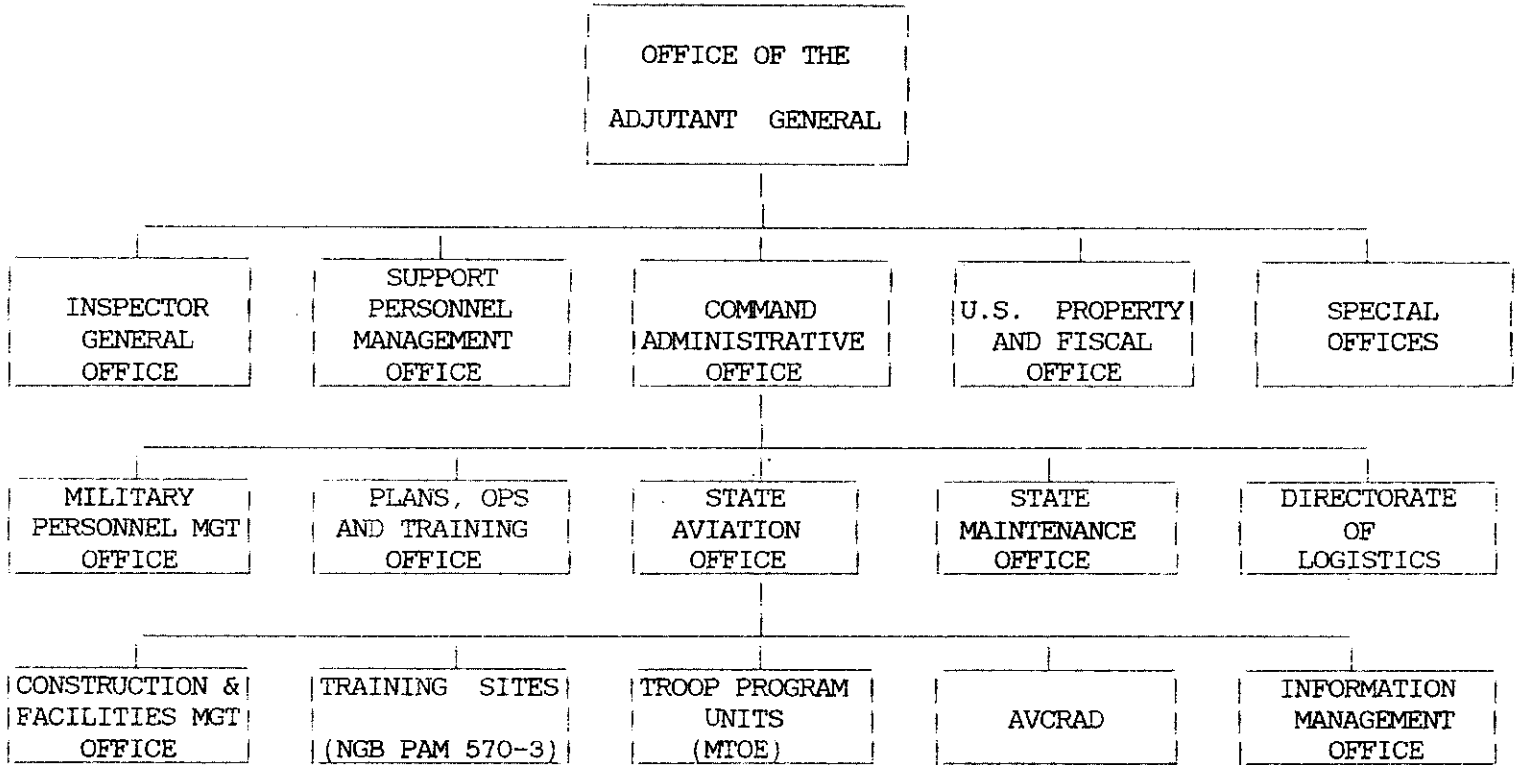 OFFICE OF THE
ADJUTANT GENERAL
INSPECTOR
GENERAL
OFFICE
SUPPORT
PERSONNEL
MANAGEMENT
OFFICE
COMMAND
ADMINISTRATIVE
OFFICE
U.S. PROPERTY
AND FISCAL
OFFICE
SPECIAL
OFFICES
MILITARY
PERSONNEL MGT
OFFICE
PLANS, OPS
AND TRAINING
OFFICE
STATE
AVIATION
OFFICE
STATE
MAINTENANCE
OFFICE
DIRECTORATE
OF
LOGISTICS
CONSTRUCTION &
FACILITIES MGT
OFFICE
TRAINING SITES
(NGB PAM 570-3)
TROOP PROGRAM
UNITS
(MTOE)
AVCRAD
INFORMATION
MANAGEMENT
OFFICE